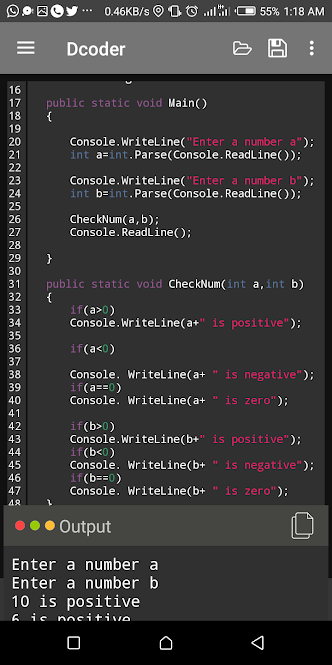 0.46KB/s 55% 1:18 AM
Dcoder
16
17 public static void Main()
18 {
19
20 Console.WriteLine("Enter a number a");
21 int a=int.Parse(Console.ReadLine());
22
23 Console.WriteLine("Enter a number b");
24 int b=int.Parse(Console.ReadLine());
25
26 CheckNum(a,b);
27 Console.ReadLine();
28
29 }
30
31 public static void CheckNum(int a,int b)
32 {
33 if(a>0)
34 Console.WriteLine(a+" is positive");
35
36 if(a<0)
37
38 Console. WriteLine(a+ " is negative");
39 if(a==0)
40 Console. WriteLine(a+ " is zero");
41
42 if(b>0)
43 Console.WriteLine(b+" is positive");
44 if(b<0)
45 Console. WriteLine(b+ " is negative");
46 if(b==0)
47 Console. WriteLine(b+ " is zero");
48 }
Output
Enter a number a
Enter a number b
10 is positive
6 is positive